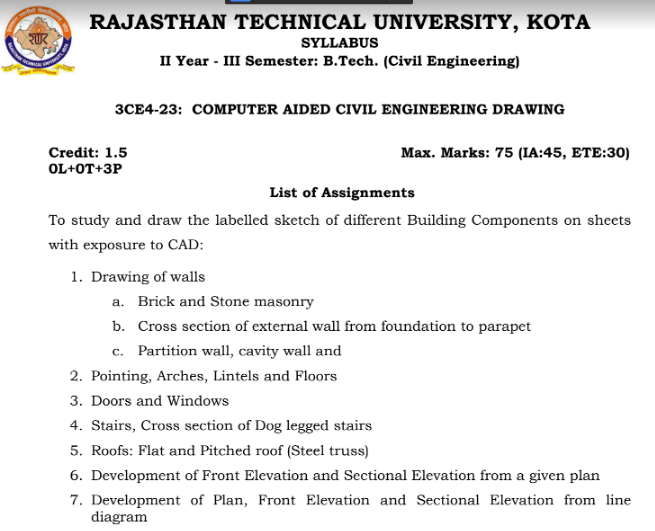 RAJASTHAN TECHNICAL UNIVERSITY, KOTA
SYLLABUS
II Year - III Semester: B.Tech. (Civil Engineering)
3CE4-23: COMPUTER AIDED CIVIL ENGINEERING DRAWING
Credit: 1.5 Max. Marks: 75 (IA:45, ETE:30)
0L+0T+3P
List of Assignments
To study and draw the labelled sketch of different Building Components on sheets
with exposure to CAD:
1. Drawing of walls
a. Brick and Stone masonry
b. Cross section of external wall from foundation to parapet
c. Partition wall, cavity wall and
2. Pointing, Arches, Lintels and Floors
3. Doors and Windows
4. Stairs, Cross section of Dog legged stairs
5. Roofs: Flat and Pitched roof (Steel truss)
6. Development of Front Elevation and Sectional Elevation from a given plan
7. Development of Plan, Front Elevation and Sectional Elevation from line
diagram